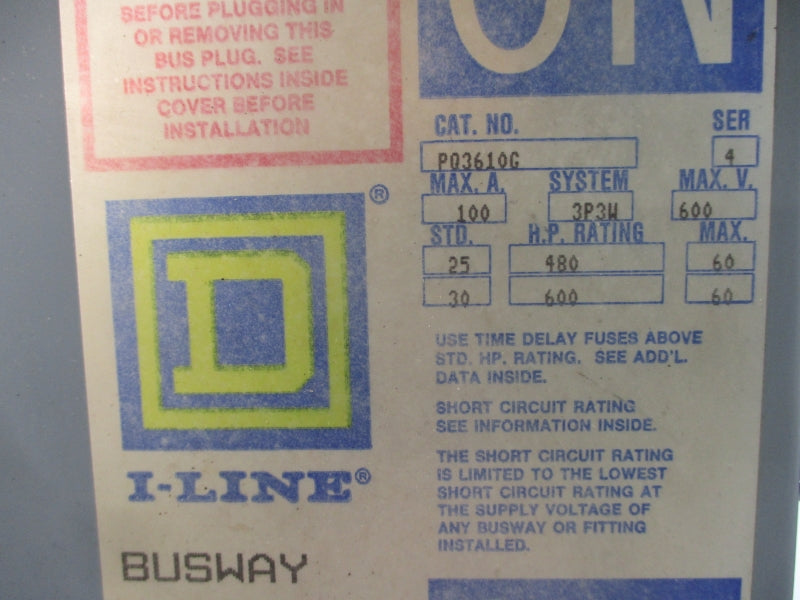 BEFORE PLUGGING IN
OR REMOVING THIS
BUS PLUG. SEE
INSTRUCTIONS INSIDE
COVER BEFORE
INSTALLATION
ON
CAT. NO. SER
PQ3610G 4
MAX. A. SYSTEM MAX. V.
100 3P3W 600
STD. H.P. RATING MAX.
25 480 60
30 600 60
USE TIME DELAY FUSES ABOVE
STD. HP. RATING. SEE ADD'L.
DATA INSIDE.
SHORT CIRCUIT RATING
SEE INFORMATION INSIDE.
THE SHORT CIRCUIT RATING
IS LIMITED TO THE LOWEST
SHORT CIRCUIT RATING AT
THE SUPPLY VOLTAGE OF
ANY BUSWAY OR FITTING
INSTALLED.
D ®
I-LINE®
BUSWAY